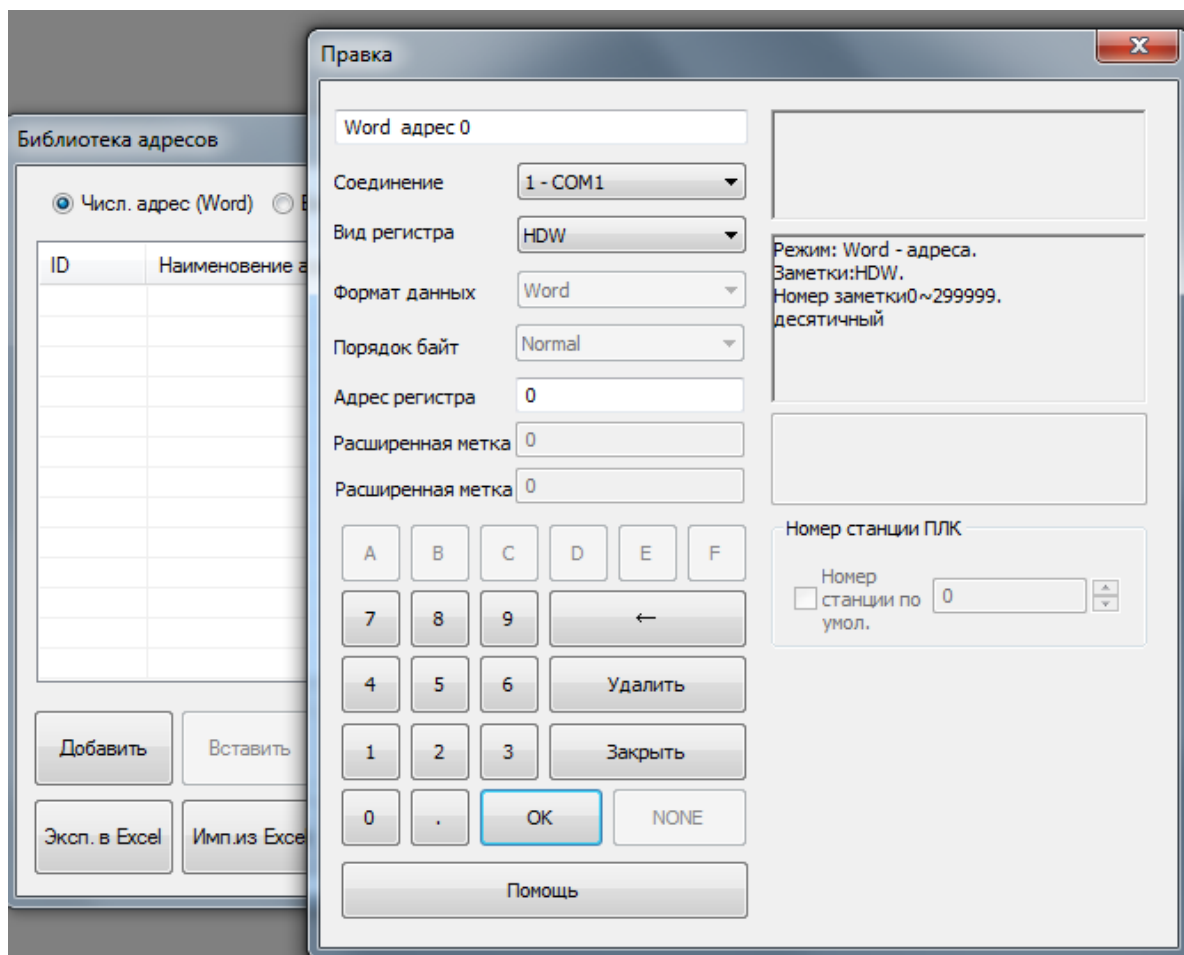 Правка
X
Библиотека адресов
Числ. адрес (Word)
ID
Наименовение а
Добавить
Вставить
Эксп. в Excel
Имп.из Exce
Word адрес 0
Соединение
1 - COM1
Вид регистра
HDW
Формат данных
Word
Порядок байт
Normal
Адрес регистра
0
Расширенная метка
0
Расширенная метка
0
A B C D E F
7 8 9 ←
4 5 6 Удалить
1 2 3 Закрыть
0 . OK NONE
Помощь
Режим: Word - адреса.
Заметки:HDW.
Номер заметки0~299999.
десятичный
Номер станции ПЛК
Номер
станции по
умол.
0